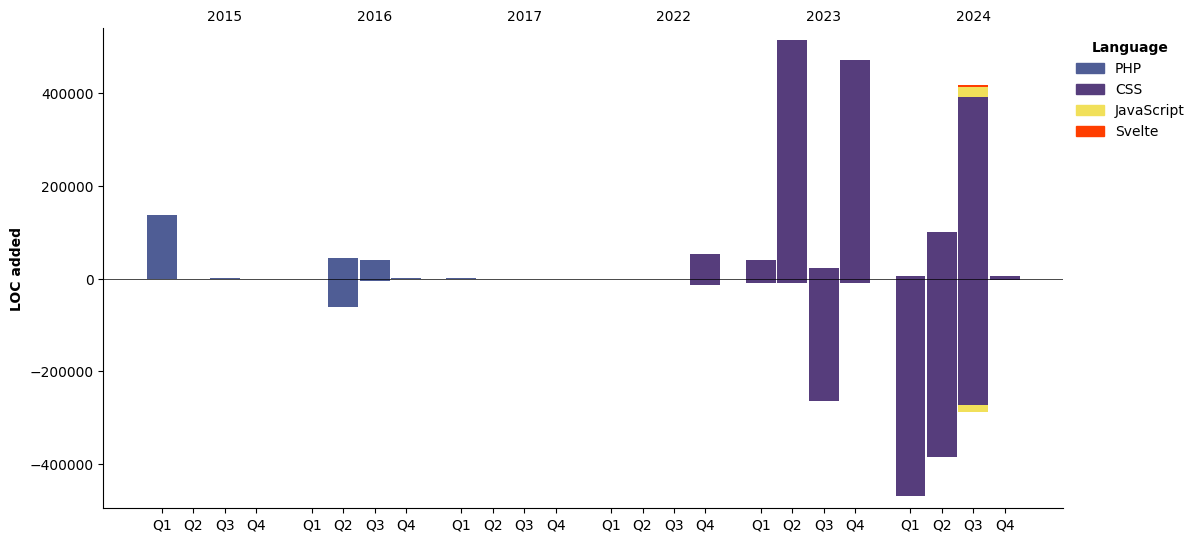 2015 2016 2017 2022 2023 2024
Language
PHP
CSS
JavaScript
Svelte
LOC added
400000
200000
0
−200000
−400000
Q1 Q2 Q3 Q4 Q1 Q2 Q3 Q4 Q1 Q2 Q3 Q4 Q1 Q2 Q3 Q4 Q1 Q2 Q3 Q4 Q1 Q2 Q3 Q4